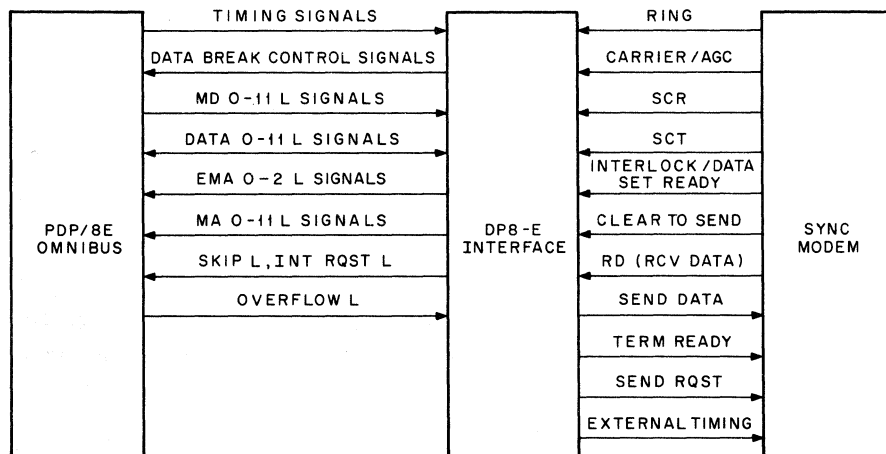 TIMING SIGNALS
DATA BREAK CONTROL SIGNALS
MD 0-11 L SIGNALS
DATA 0-11 L SIGNALS
EMA 0-2 L SIGNALS
MA 0-11 L SIGNALS
SKIP L, INT RQST L
OVERFLOW L
PDP/8E
OMNIBUS
DP8-E
INTERFACE
RING
CARRIER/AGC
SCR
SCT
INTERLOCK/DATA
SET READY
CLEAR TO SEND
RD (RCV DATA)
SEND DATA
TERM READY
SEND RQST
EXTERNAL TIMING
SYNC
MODEM